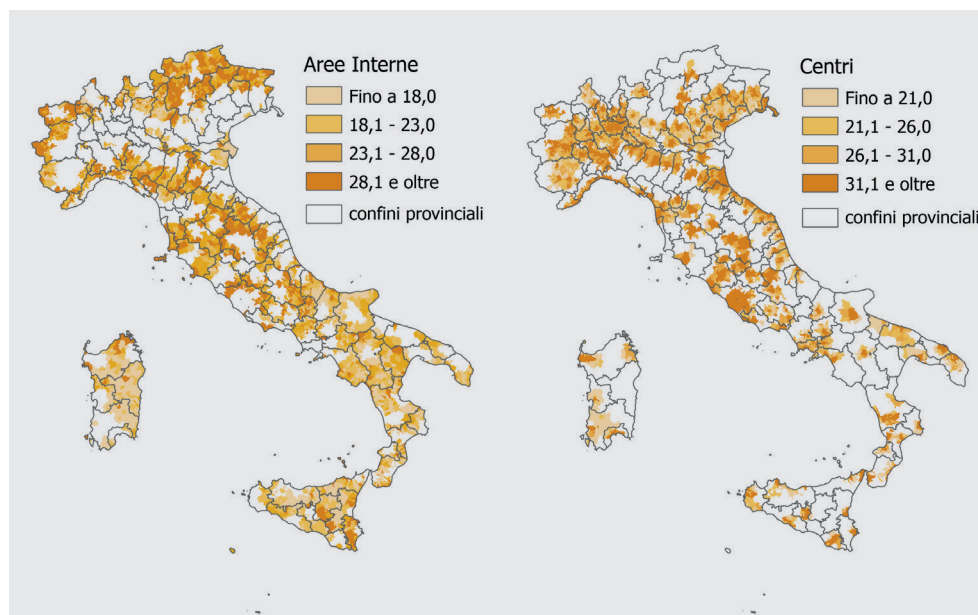 Aree Interne
Fino a 18,0
18,1 - 23,0
23,1 - 28,0
28,1 e oltre
confini provinciali
Centri
Fino a 21,0
21,1 - 26,0
26,1 - 31,0
31,1 e oltre
confini provinciali